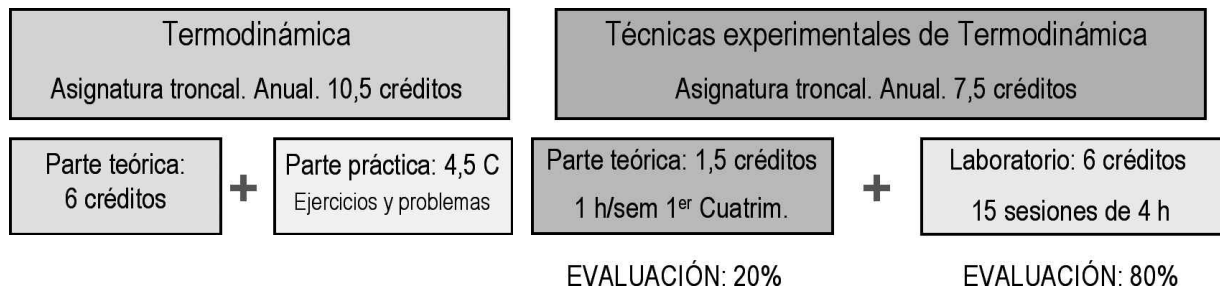 Termodinámica
Asignatura troncal. Anual. 10,5 créditos
Técnicas experimentales de Termodinámica
Asignatura troncal. Anual. 7,5 créditos
Parte teórica:
6 créditos
+
Parte práctica: 4,5 C
Ejercicios y problemas
Parte teórica: 1,5 créditos
1 h/sem 1er Cuatrim.
+
Laboratorio: 6 créditos
15 sesiones de 4 h
EVALUACIÓN: 20%
EVALUACIÓN: 80%